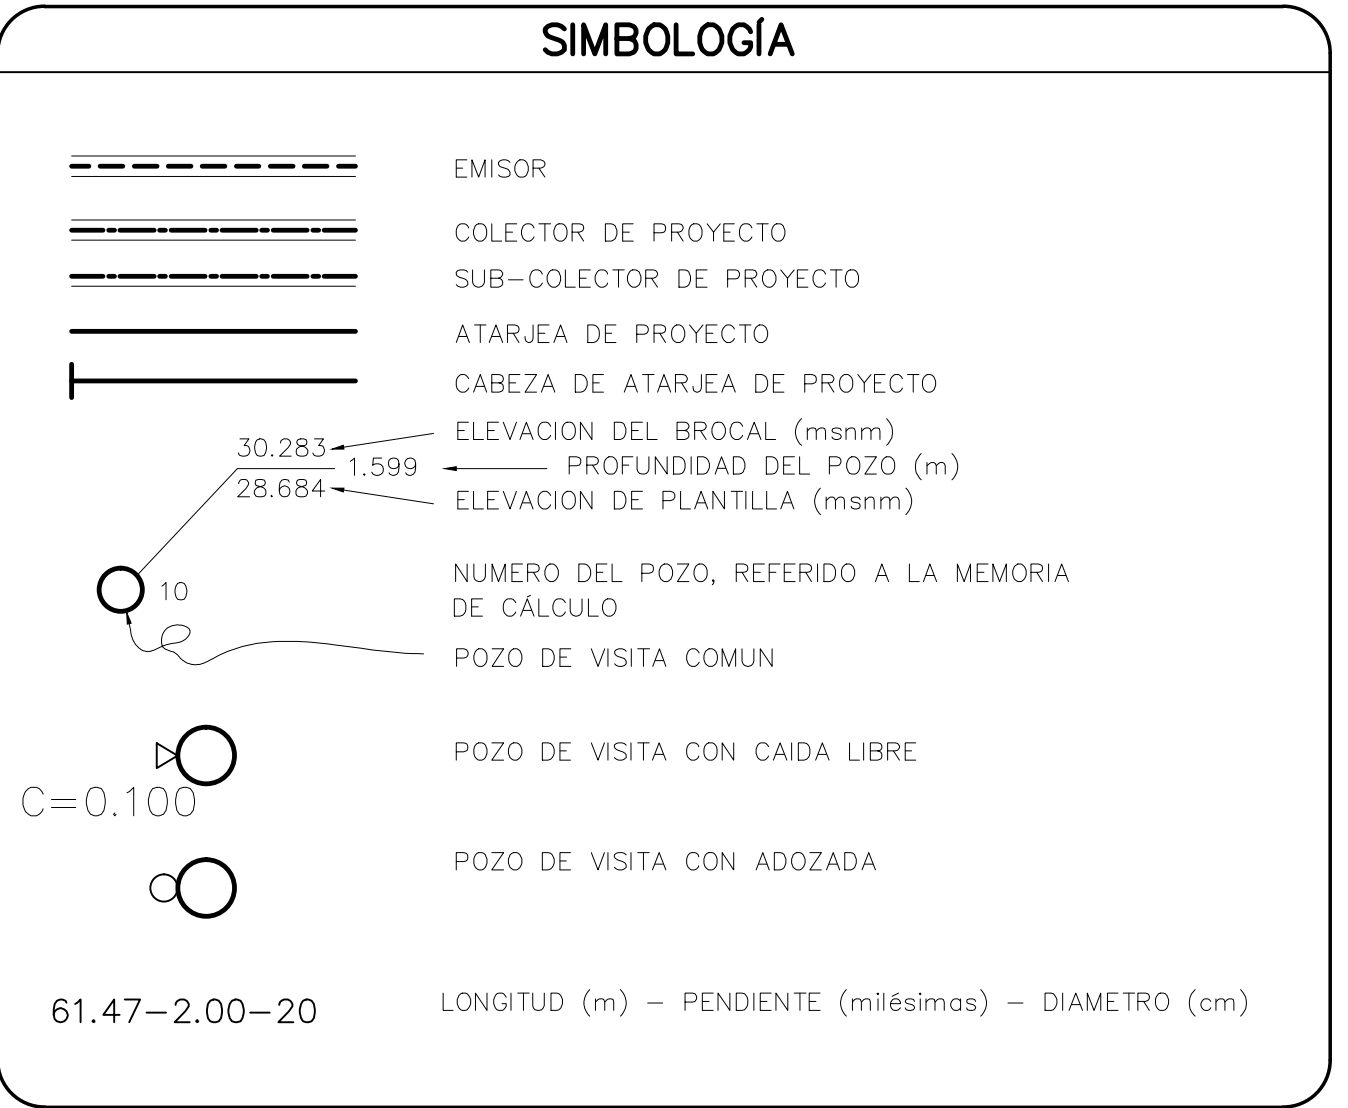 SIMBOLOGÍA
EMISOR
COLECTOR DE PROYECTO
SUB-COLECTOR DE PROYECTO
ATARJEA DE PROYECTO
CABEZA DE ATARJEA DE PROYECTO
30.283 ELEVACION DEL BROCAL (msnm)
1.599 PROFUNDIDAD DEL POZO (m)
28.684 ELEVACION DE PLANTILLA (msnm)
10 NUMERO DEL POZO, REFERIDO A LA MEMORIA
DE CÁLCULO
POZO DE VISITA COMUN
POZO DE VISITA CON CAIDA LIBRE
C=0.100
POZO DE VISITA CON ADOZADA
61.47-2.00-20 LONGITUD (m) - PENDIENTE (milésimas) - DIAMETRO (cm)